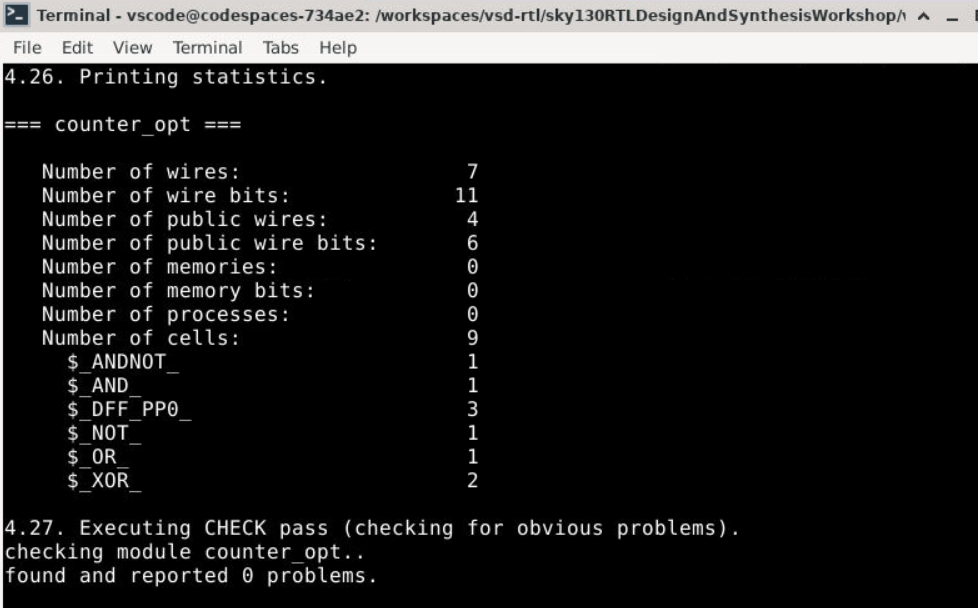 Terminal - vscode@codespaces-734ae2: /workspaces/vsd-rtl/sky130RTLDesignAndSynthesisWorkshop/
File Edit View Terminal Tabs Help
4.26. Printing statistics.
=== counter_opt ===
Number of wires: 7
Number of wire bits: 11
Number of public wires: 4
Number of public wire bits: 6
Number of memories: 0
Number of memory bits: 0
Number of processes: 0
Number of cells: 9
$_ANDNOT_ 1
$_AND_ 1
$_DFF_PP0_ 3
$_NOT_ 1
$_OR_ 1
$_XOR_ 2
4.27. Executing CHECK pass (checking for obvious problems).
checking module counter_opt..
found and reported 0 problems.